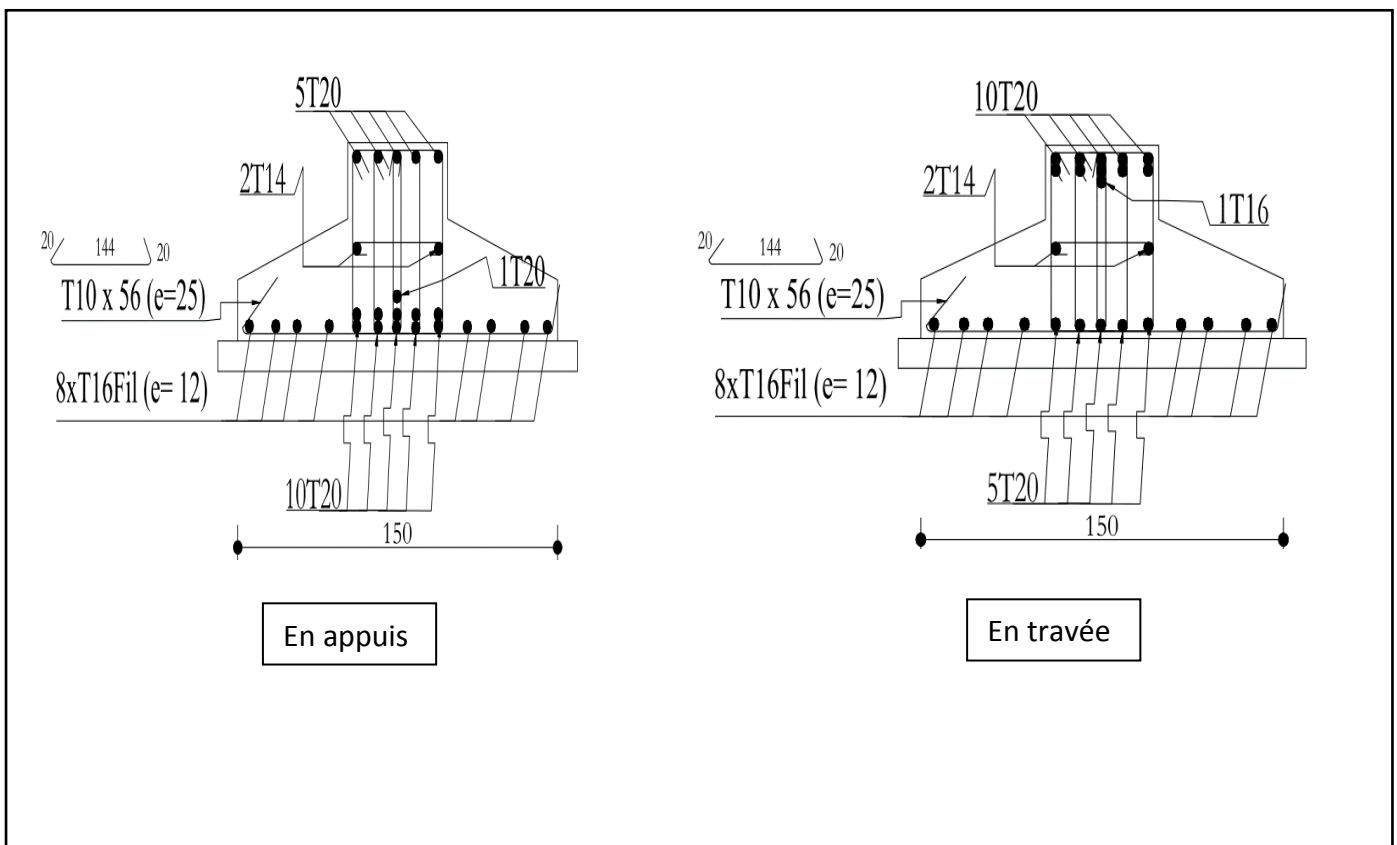 5T20
2T14
20 144 20
1T20
T10 x 56 (e=25)
8xT16Fil (e= 12)
10T20
150
En appuis
10T20
2T14
1T16
20 144 20
T10 x 56 (e=25)
8xT16Fil (e= 12)
5T20
150
En travée